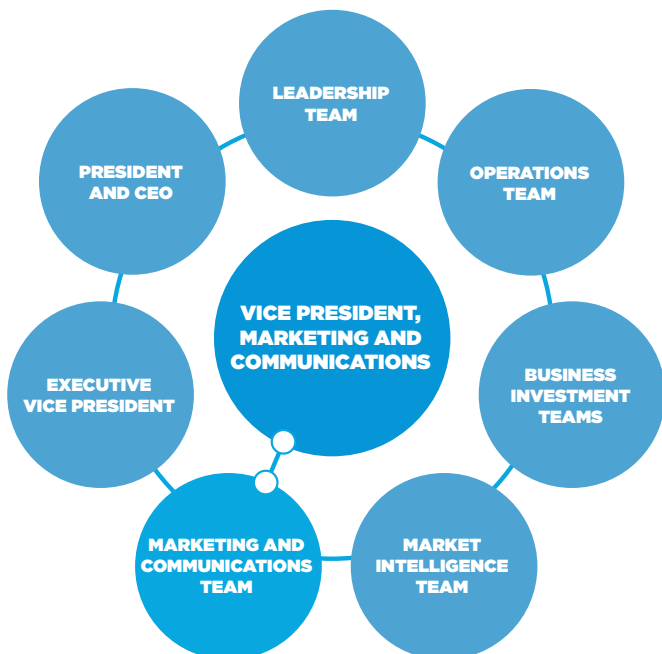 LEADERSHIP
TEAM
PRESIDENT
AND CEO
OPERATIONS
TEAM
VICE PRESIDENT,
MARKETING AND
COMMUNICATIONS
EXECUTIVE
VICE PRESIDENT
BUSINESS
INVESTMENT
TEAMS
MARKETING AND
COMMUNICATIONS
TEAM
MARKET
INTELLIGENCE
TEAM